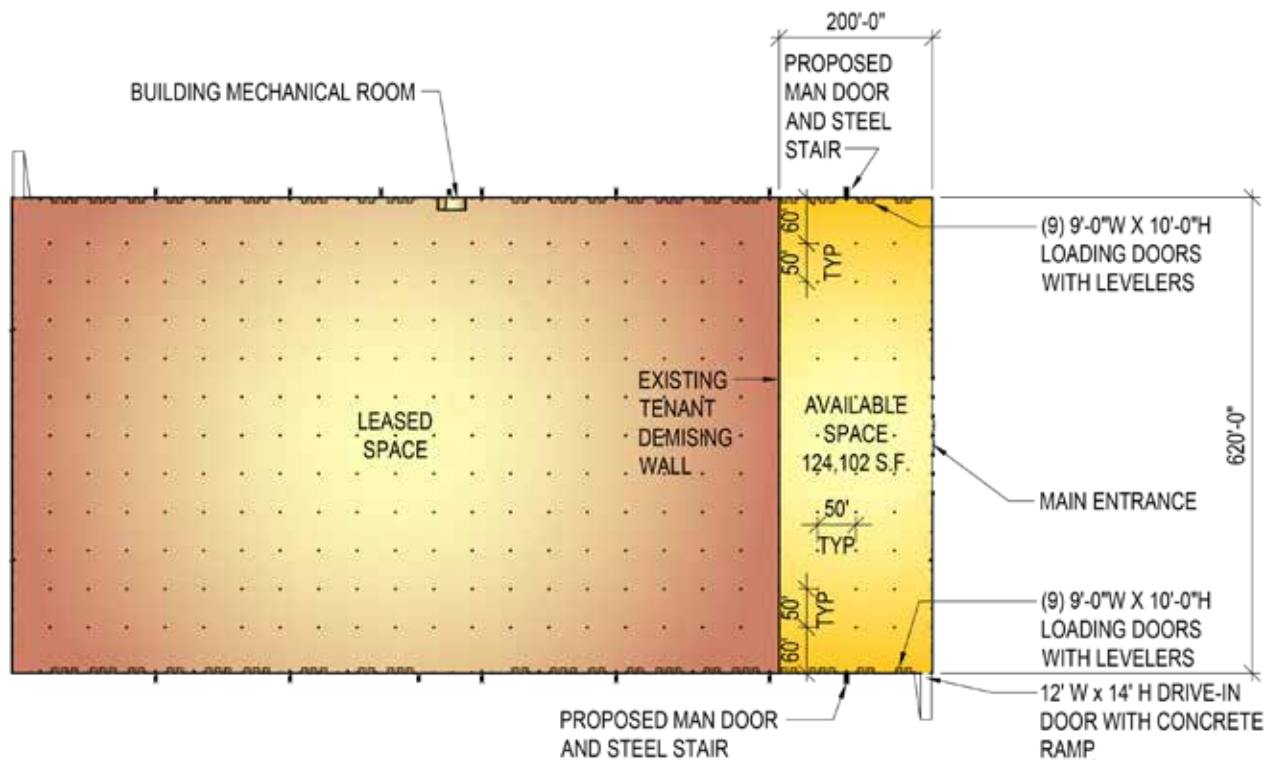 200'-0"
PROPOSED
MAN DOOR
AND STEEL
STAIR
BUILDING MECHANICAL ROOM
60'
50'
TYP
(9) 9'-0"W X 10'-0"H
LOADING DOORS
WITH LEVELERS
EXISTING
TENANT
DEMISING
WALL
LEASED
SPACE
AVAILABLE
SPACE
124,102 S.F.
620'-0"
MAIN ENTRANCE
50'
TYP
50'
TYP
60'
(9) 9'-0"W X 10'-0"H
LOADING DOORS
WITH LEVELERS
12' W x 14' H DRIVE-IN
DOOR WITH CONCRETE
RAMP
PROPOSED MAN DOOR
AND STEEL STAIR